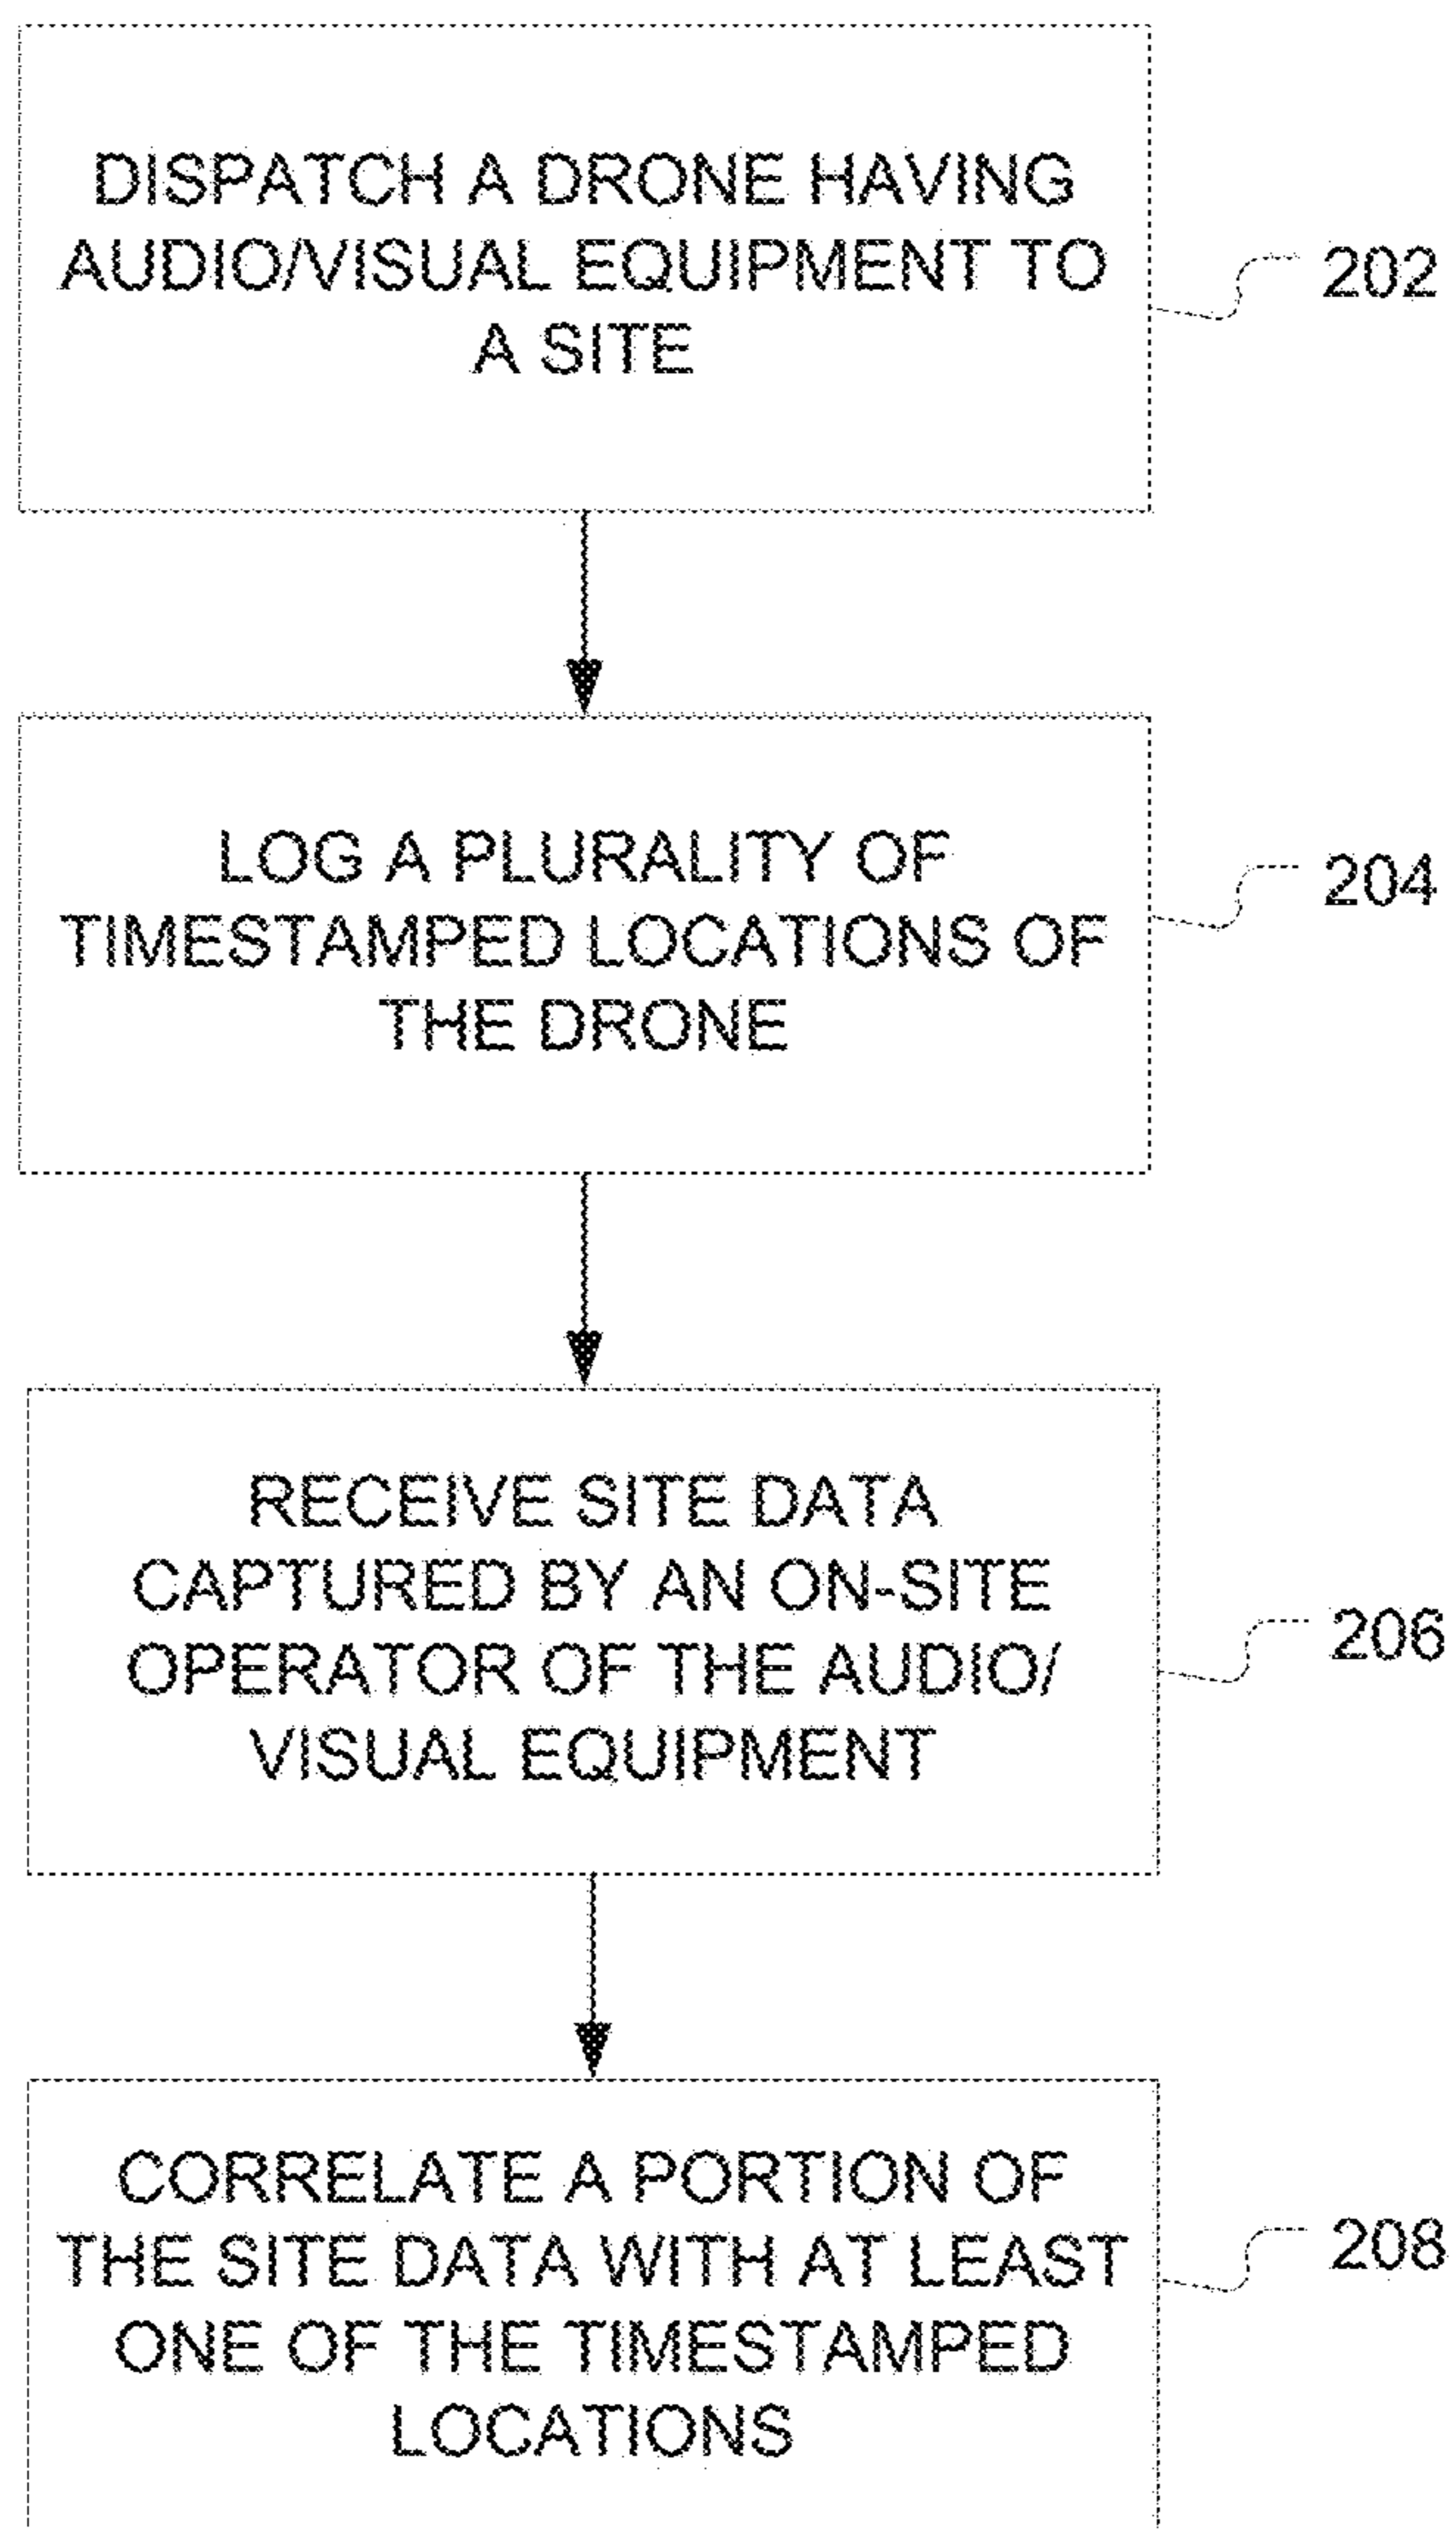 DISPATCH A DRONE HAVING
AUDIO/VISUAL EQUIPMENT TO
A SITE
202
LOG A PLURALITY OF
TIMESTAMPED LOCATIONS OF
THE DRONE
204
RECEIVE SITE DATA
CAPTURED BY AN ON-SITE
OPERATOR OF THE AUDIO/
VISUAL EQUIPMENT
206
CORRELATE A PORTION OF
THE SITE DATA WITH AT LEAST
ONE OF THE TIMESTAMPED
LOCATIONS
208